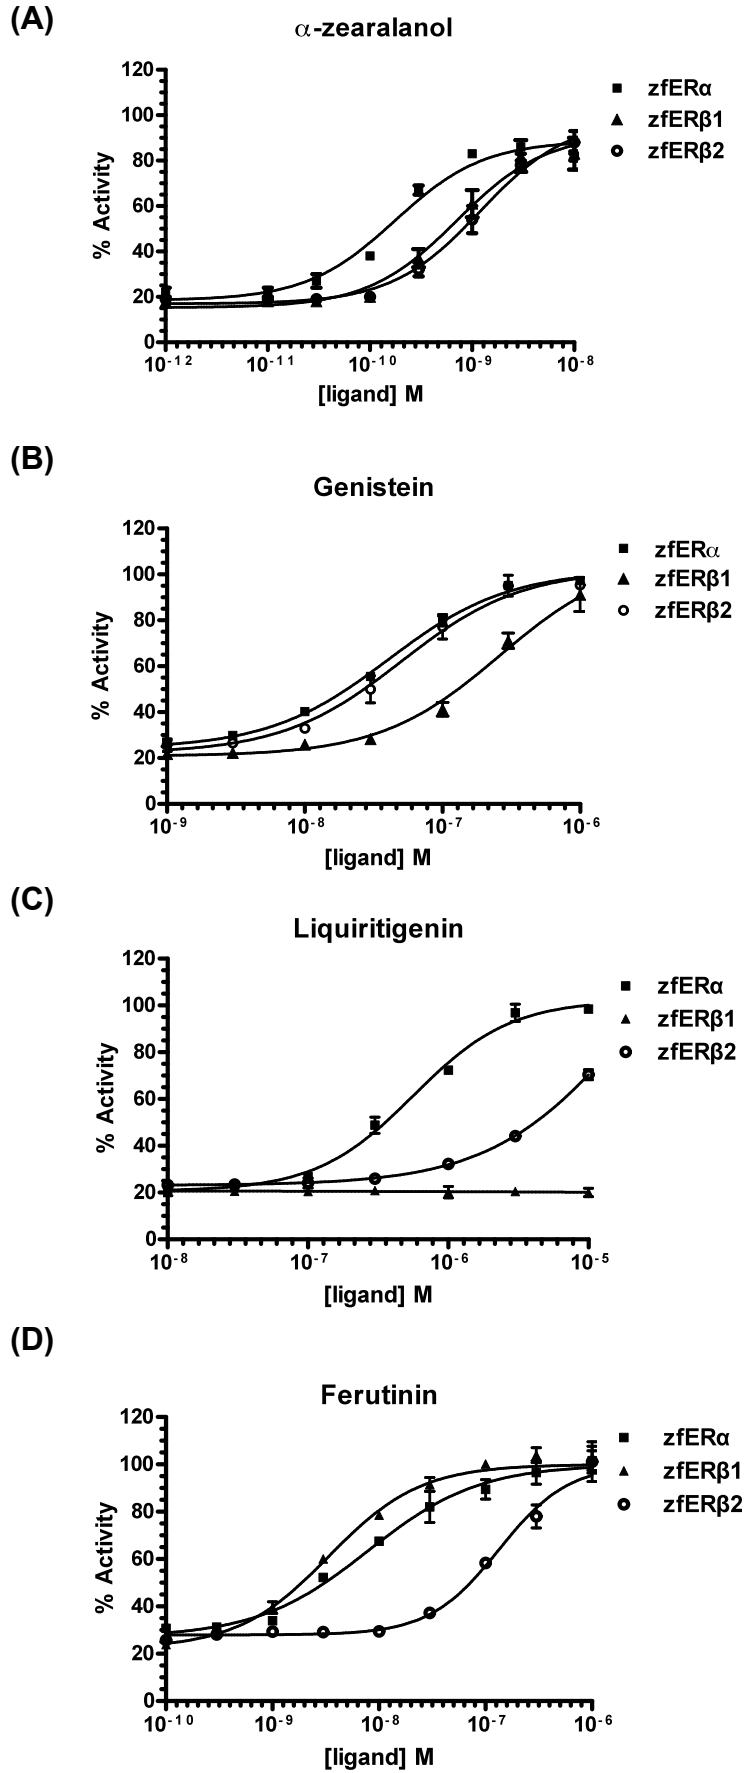 (A)
α-zearalanol
120
100
80
60
40
20
0
% Activity
10-12
10-11
10-10
10-9
10-8
[ligand] M
zfERα
zfERβ1
zfERβ2
(B)
Genistein
120
100
80
60
40
20
0
% Activity
10-9
10-8
10-7
10-6
[ligand] M
zfERα
zfERβ1
zfERβ2
(C)
Liquiritigenin
120
100
80
60
40
20
0
% Activity
10-8
10-7
10-6
10-5
[ligand] M
zfERα
zfERβ1
zfERβ2
(D)
Ferutinin
120
100
80
60
40
20
0
% Activity
10-10
10-9
10-8
10-7
10-6
[ligand] M
zfERα
zfERβ1
zfERβ2